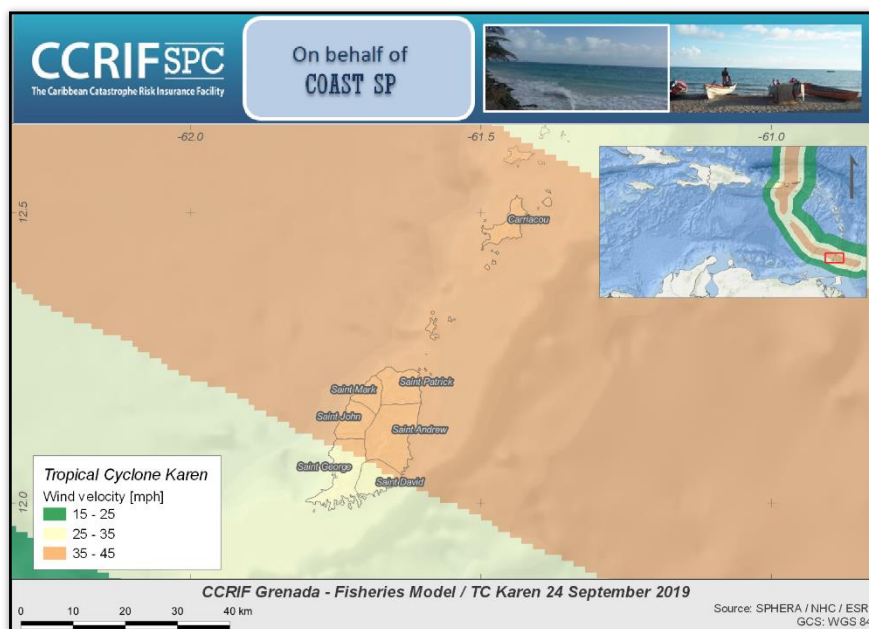 CCRIF SPC
The Caribbean Catastrophe Risk Insurance Facility
On behalf of
COAST SP
-62.0
-61.5
-61.0
12.5
Carriacou
Saint Mark
Saint Patrick
Saint John
Saint Andrew
Saint George
Saint David
12.0
Tropical Cyclone Karen
Wind velocity [mph]
15 - 25
25 - 35
35 - 45
CCRIF Grenada - Fisheries Model / TC Karen 24 September 2019
0 10 20 30 40 km
Source: SPHERA / NHC / ESR
GCS: WGS 84